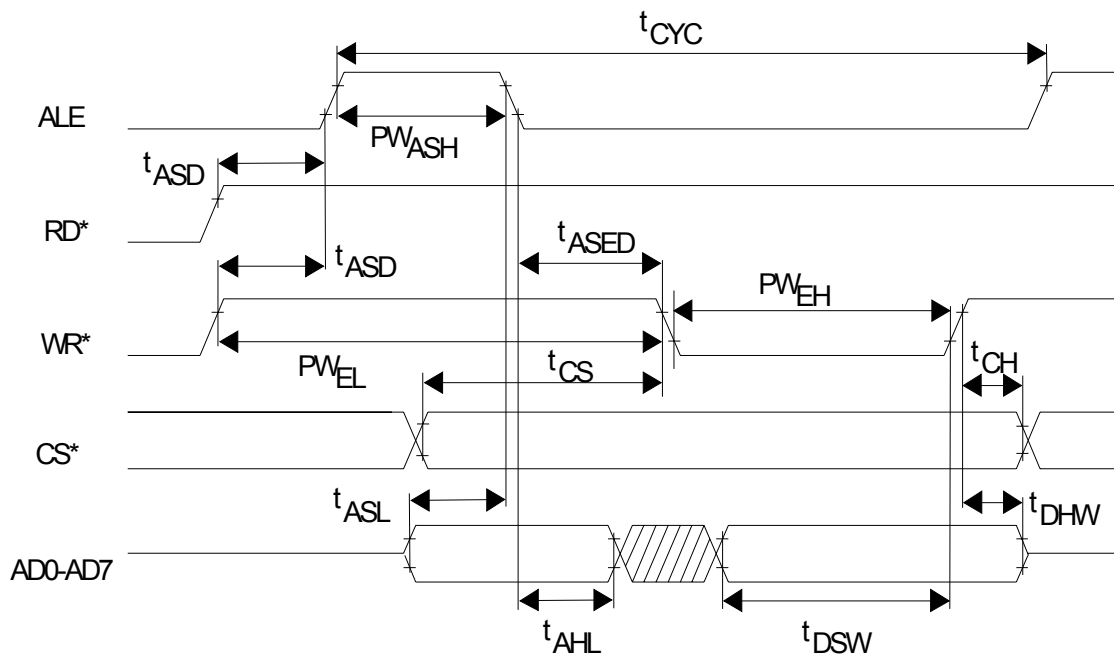 tCYC
ALE
PWASH
tASD
RD*
tASED
tASD
PWEH
WR*
PWEL
tCS
tCH
CS*
tASL
tDHW
AD0-AD7
tAHL
tDSW